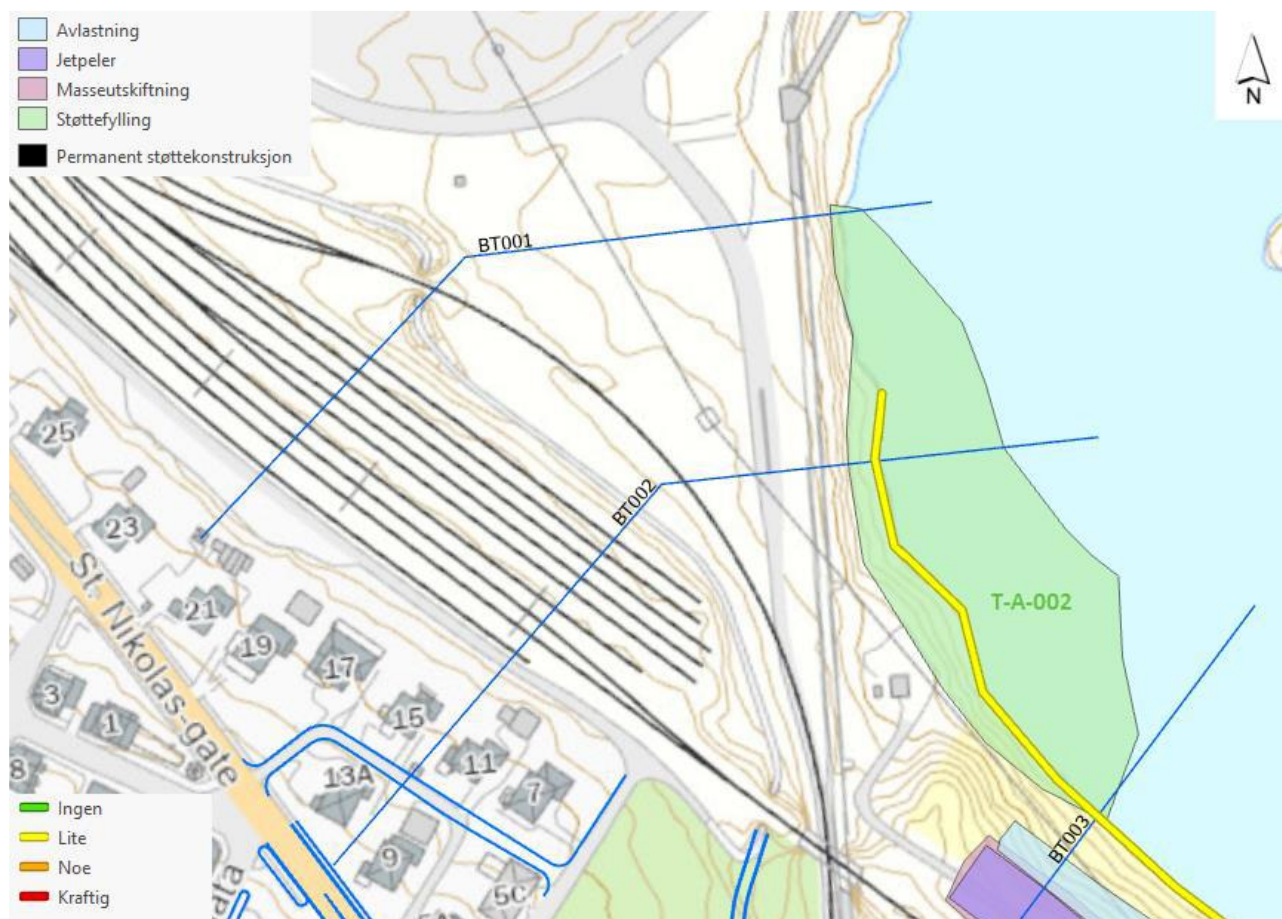 Avlastning
Jetpeler
Masseutskiftning
Støttefylling
Permanent støttekonstruksjon
N
BT001
BT002
T-A-002
BT003
25
23
21
19
17
15
11
7
13A
9
5C
3
1
8
St. Nikolas-gate
Ingen
Lite
Noe
Kraftig